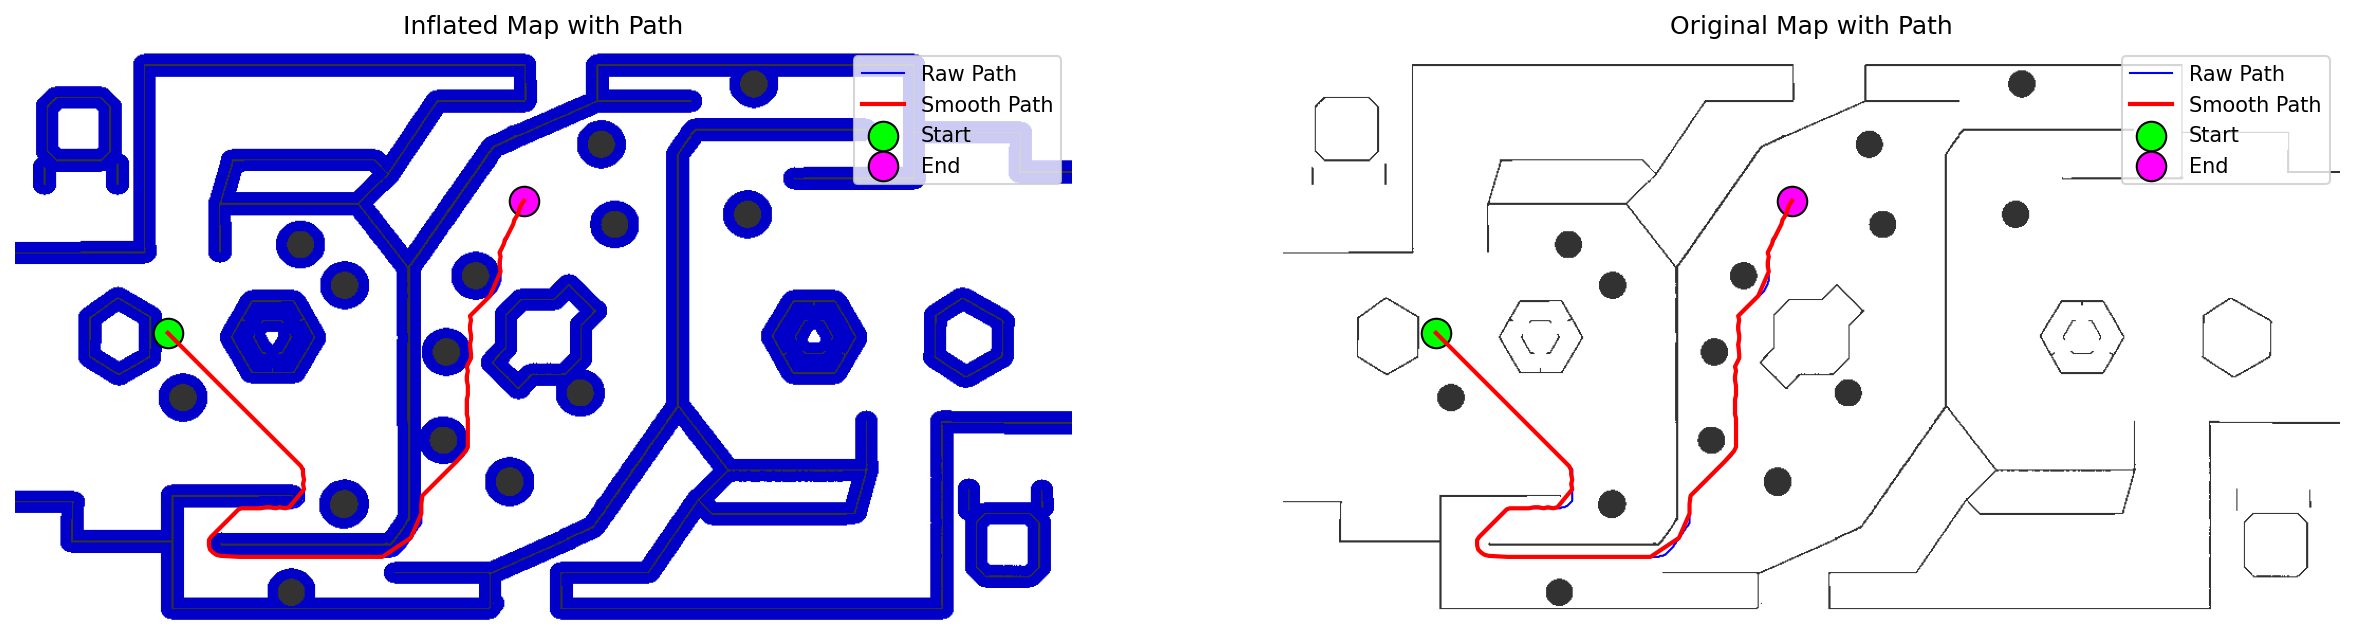 Inflated Map with Path
Raw Path
Smooth Path
Start
End
Original Map with Path
Raw Path
Smooth Path
Start
End